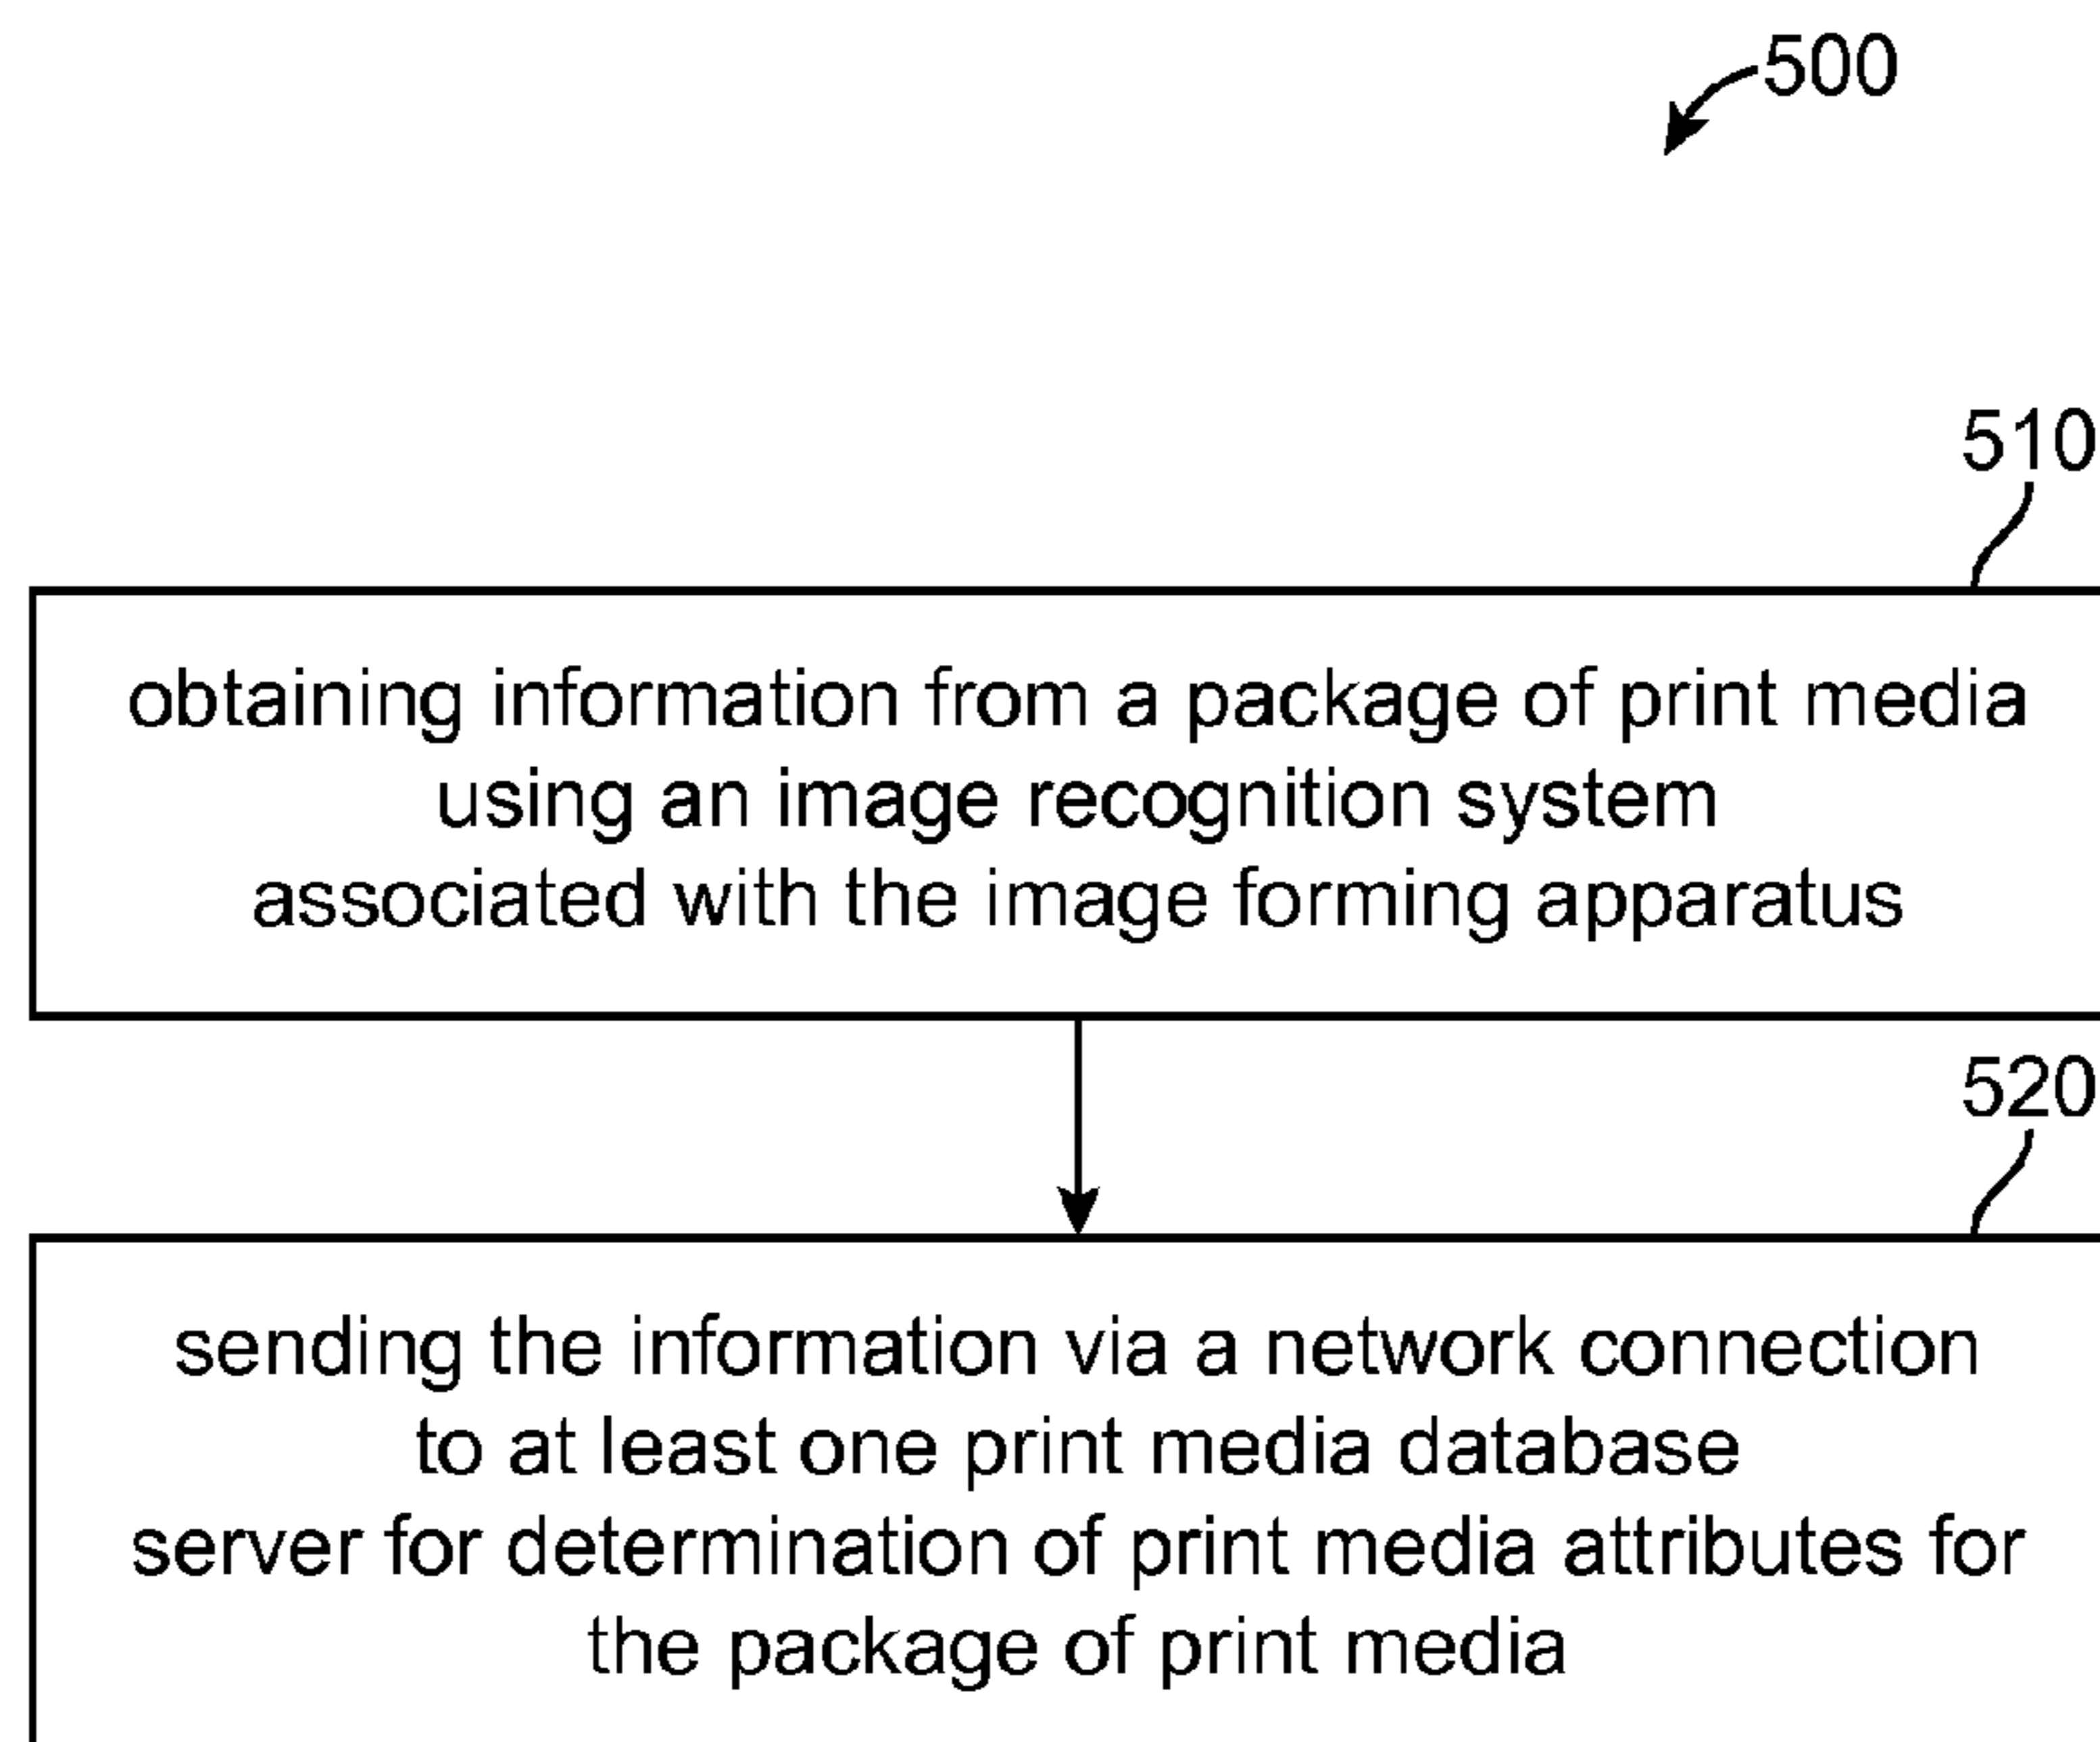 500
510
obtaining information from a package of print media
using an image recognition system
associated with the image forming apparatus
520
sending the information via a network connection
to at least one print media database
server for determination of print media attributes for
the package of print media